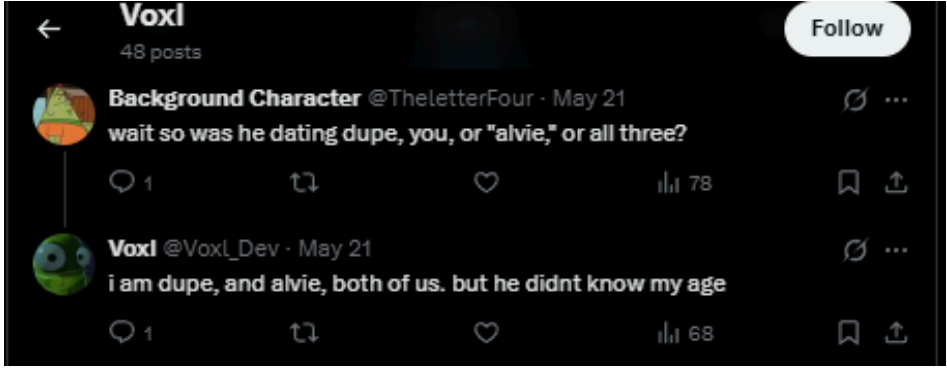 Voxl
48 posts
Follow
Background Character @TheletterFour · May 21
wait so was he dating dupe, you, or "alvie," or all three?
1
78
Voxl @Voxl_Dev · May 21
i am dupe, and alvie, both of us. but he didnt know my age
1
68